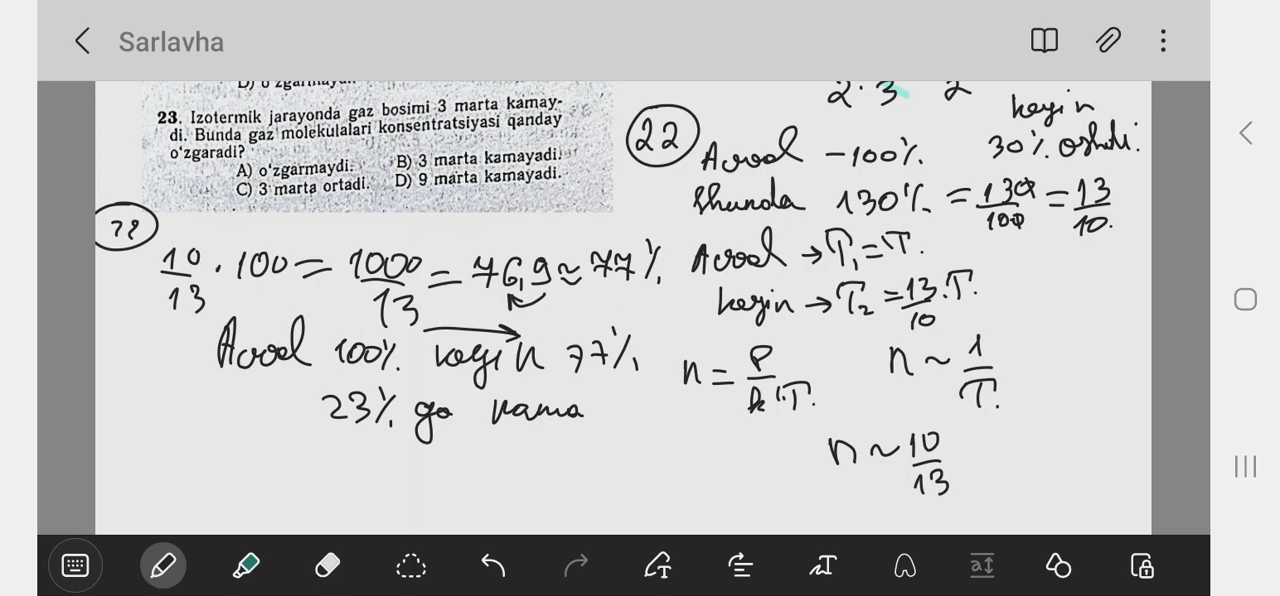 Sarlavha
23. Izotermik jarayonda gaz bosimi 3 marta kamay-
di. Bunda gaz molekulalari konsentratsiyasi qanday
o'zgaradi?
A) o'zgarmaydi. B) 3 marta kamayadi.
C) 3 marta ortadi. D) 9 marta kamayadi.
2·3 2
22
Avval -100% keyin
30% oshdi.
Shunda 130% = 130/100 = 13/10.
Avval → T₁=T.
keyin → T₂ = 13/10.T.
n = P/k·T. n ~ 1/T.
n ~ 10/13
10/13 · 100 = 1000/13 = 76,9 ≈ 77%
Avval 100% keyin 77%
23% ga kama